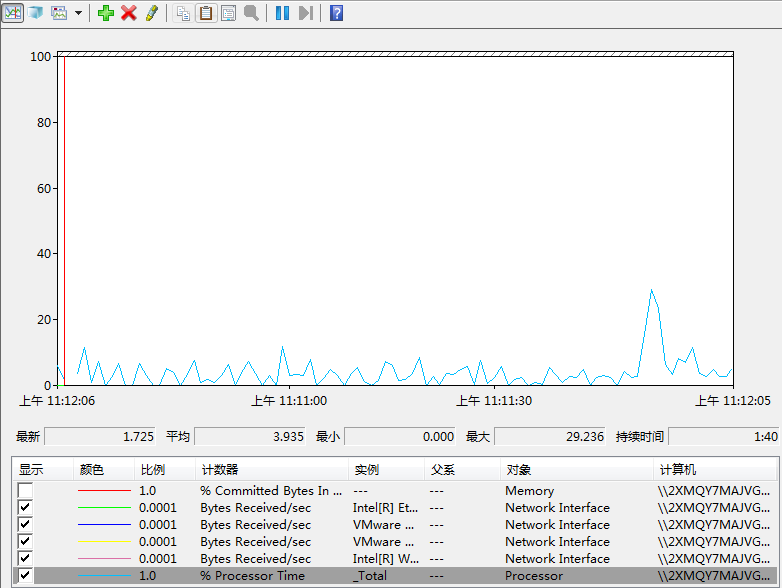 100
80
60
40
20
0
上午 11:12:06 上午 11:11:00 上午 11:11:30 上午 11:12:05
最新 1.725 平均 3.935 最小 0.000 最大 29.236 持续时间 1:40
显示 颜色 比例 计数器 实例 父系 对象 计算机
1.0 % Committed Bytes In ... --- --- Memory \\2XMQY7MAJVG...
0.0001 Bytes Received/sec Intel[R] Et... --- Network Interface \\2XMQY7MAJVG...
0.0001 Bytes Received/sec VMware ... --- Network Interface \\2XMQY7MAJVG...
0.0001 Bytes Received/sec VMware ... --- Network Interface \\2XMQY7MAJVG...
0.0001 Bytes Received/sec Intel[R] W... --- Network Interface \\2XMQY7MAJVG...
1.0 % Processor Time _Total --- Processor \\2XMQY7MAJVG...